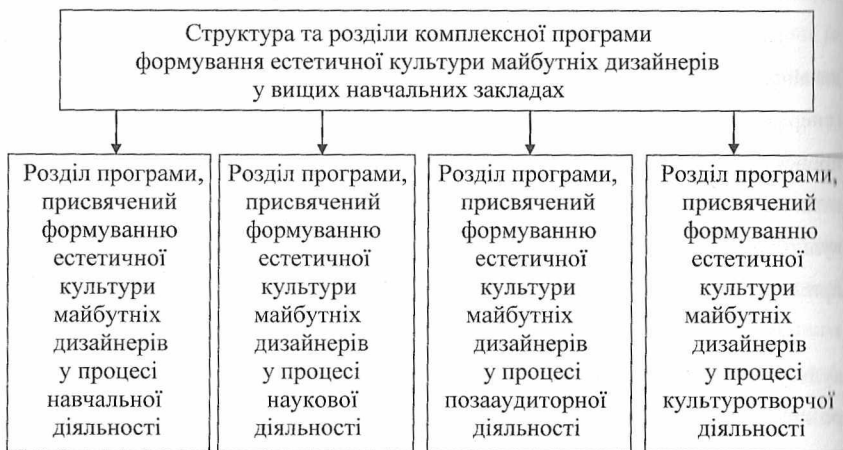 Структура та розділи комплексної програми
формування естетичної культури майбутніх дизайнерів
у вищих навчальних закладах
Розділ програми,
присвячений
формуванню
естетичної
культури
майбутніх
дизайнерів
у процесі
навчальної
діяльності
Розділ програми,
присвячений
формуванню
естетичної
культури
майбутніх
дизайнерів
у процесі
наукової
діяльності
Розділ програми,
присвячений
формуванню
естетичної
культури
майбутніх
дизайнерів
у процесі
позааудиторної
діяльності
Розділ програми,
присвячений
формуванню
естетичної
культури
майбутніх
дизайнерів
у процесі
культуротворчої
діяльності